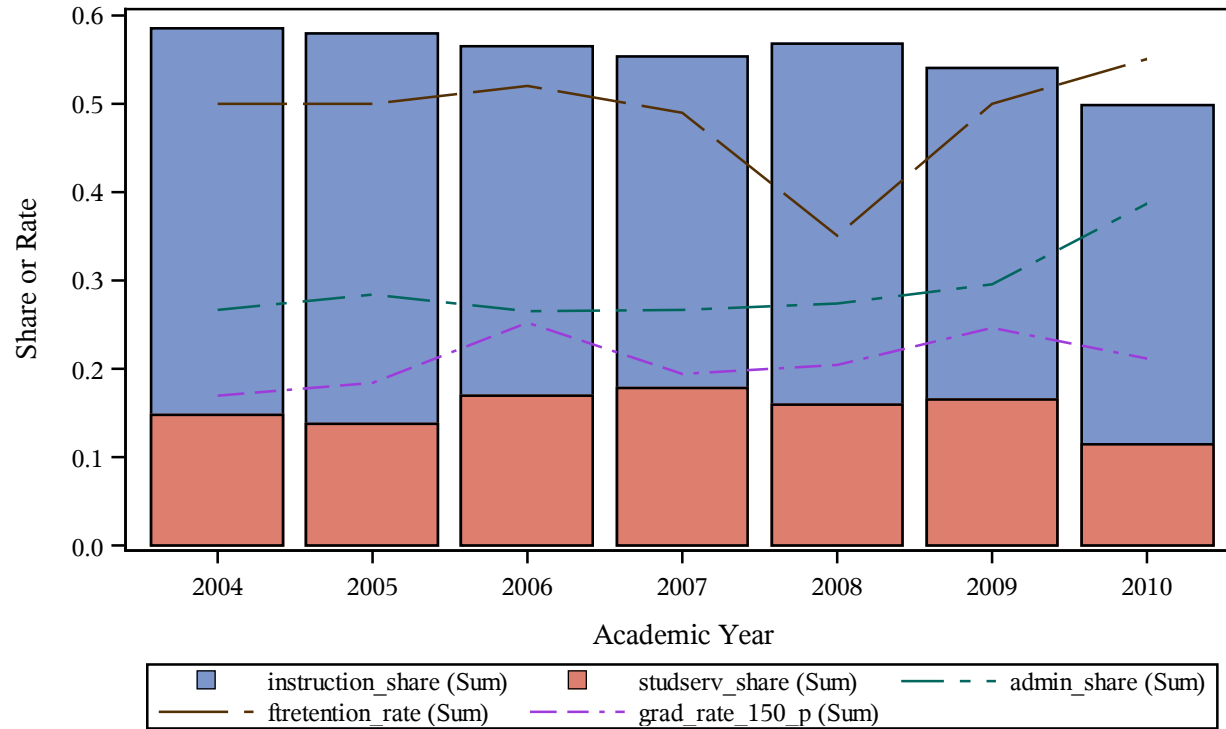 0.6
0.5
0.4
0.3
0.2
0.1
0.0
Share or Rate
2004 2005 2006 2007 2008 2009 2010
Academic Year
instruction_share (Sum) studserv_share (Sum) admin_share (Sum)
ftretention_rate (Sum) grad_rate_150_p (Sum)